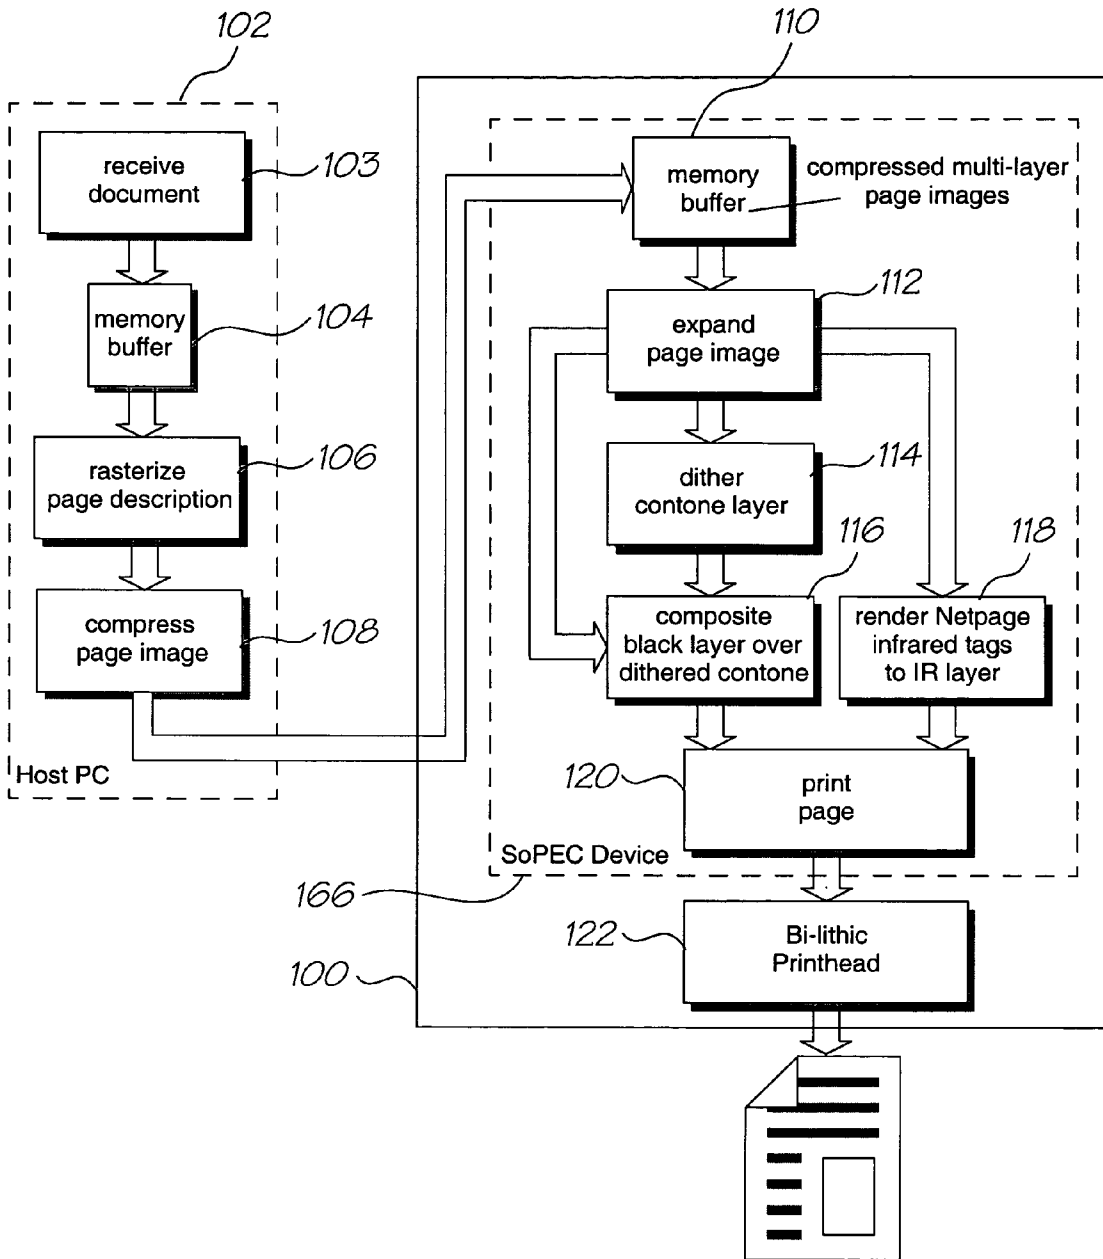 102
110
receive
document
103
memory
buffer
compressed multi-layer
page images
memory
buffer
104
expand
page image
112
rasterize
page description
106
dither
contone layer
114
compress
page image
108
composite
black layer over
dithered contone
116
render Netpage
infrared tags
to IR layer
118
Host PC
print
page
120
SoPEC Device
166
Bi-lithic
Printhead
122
100